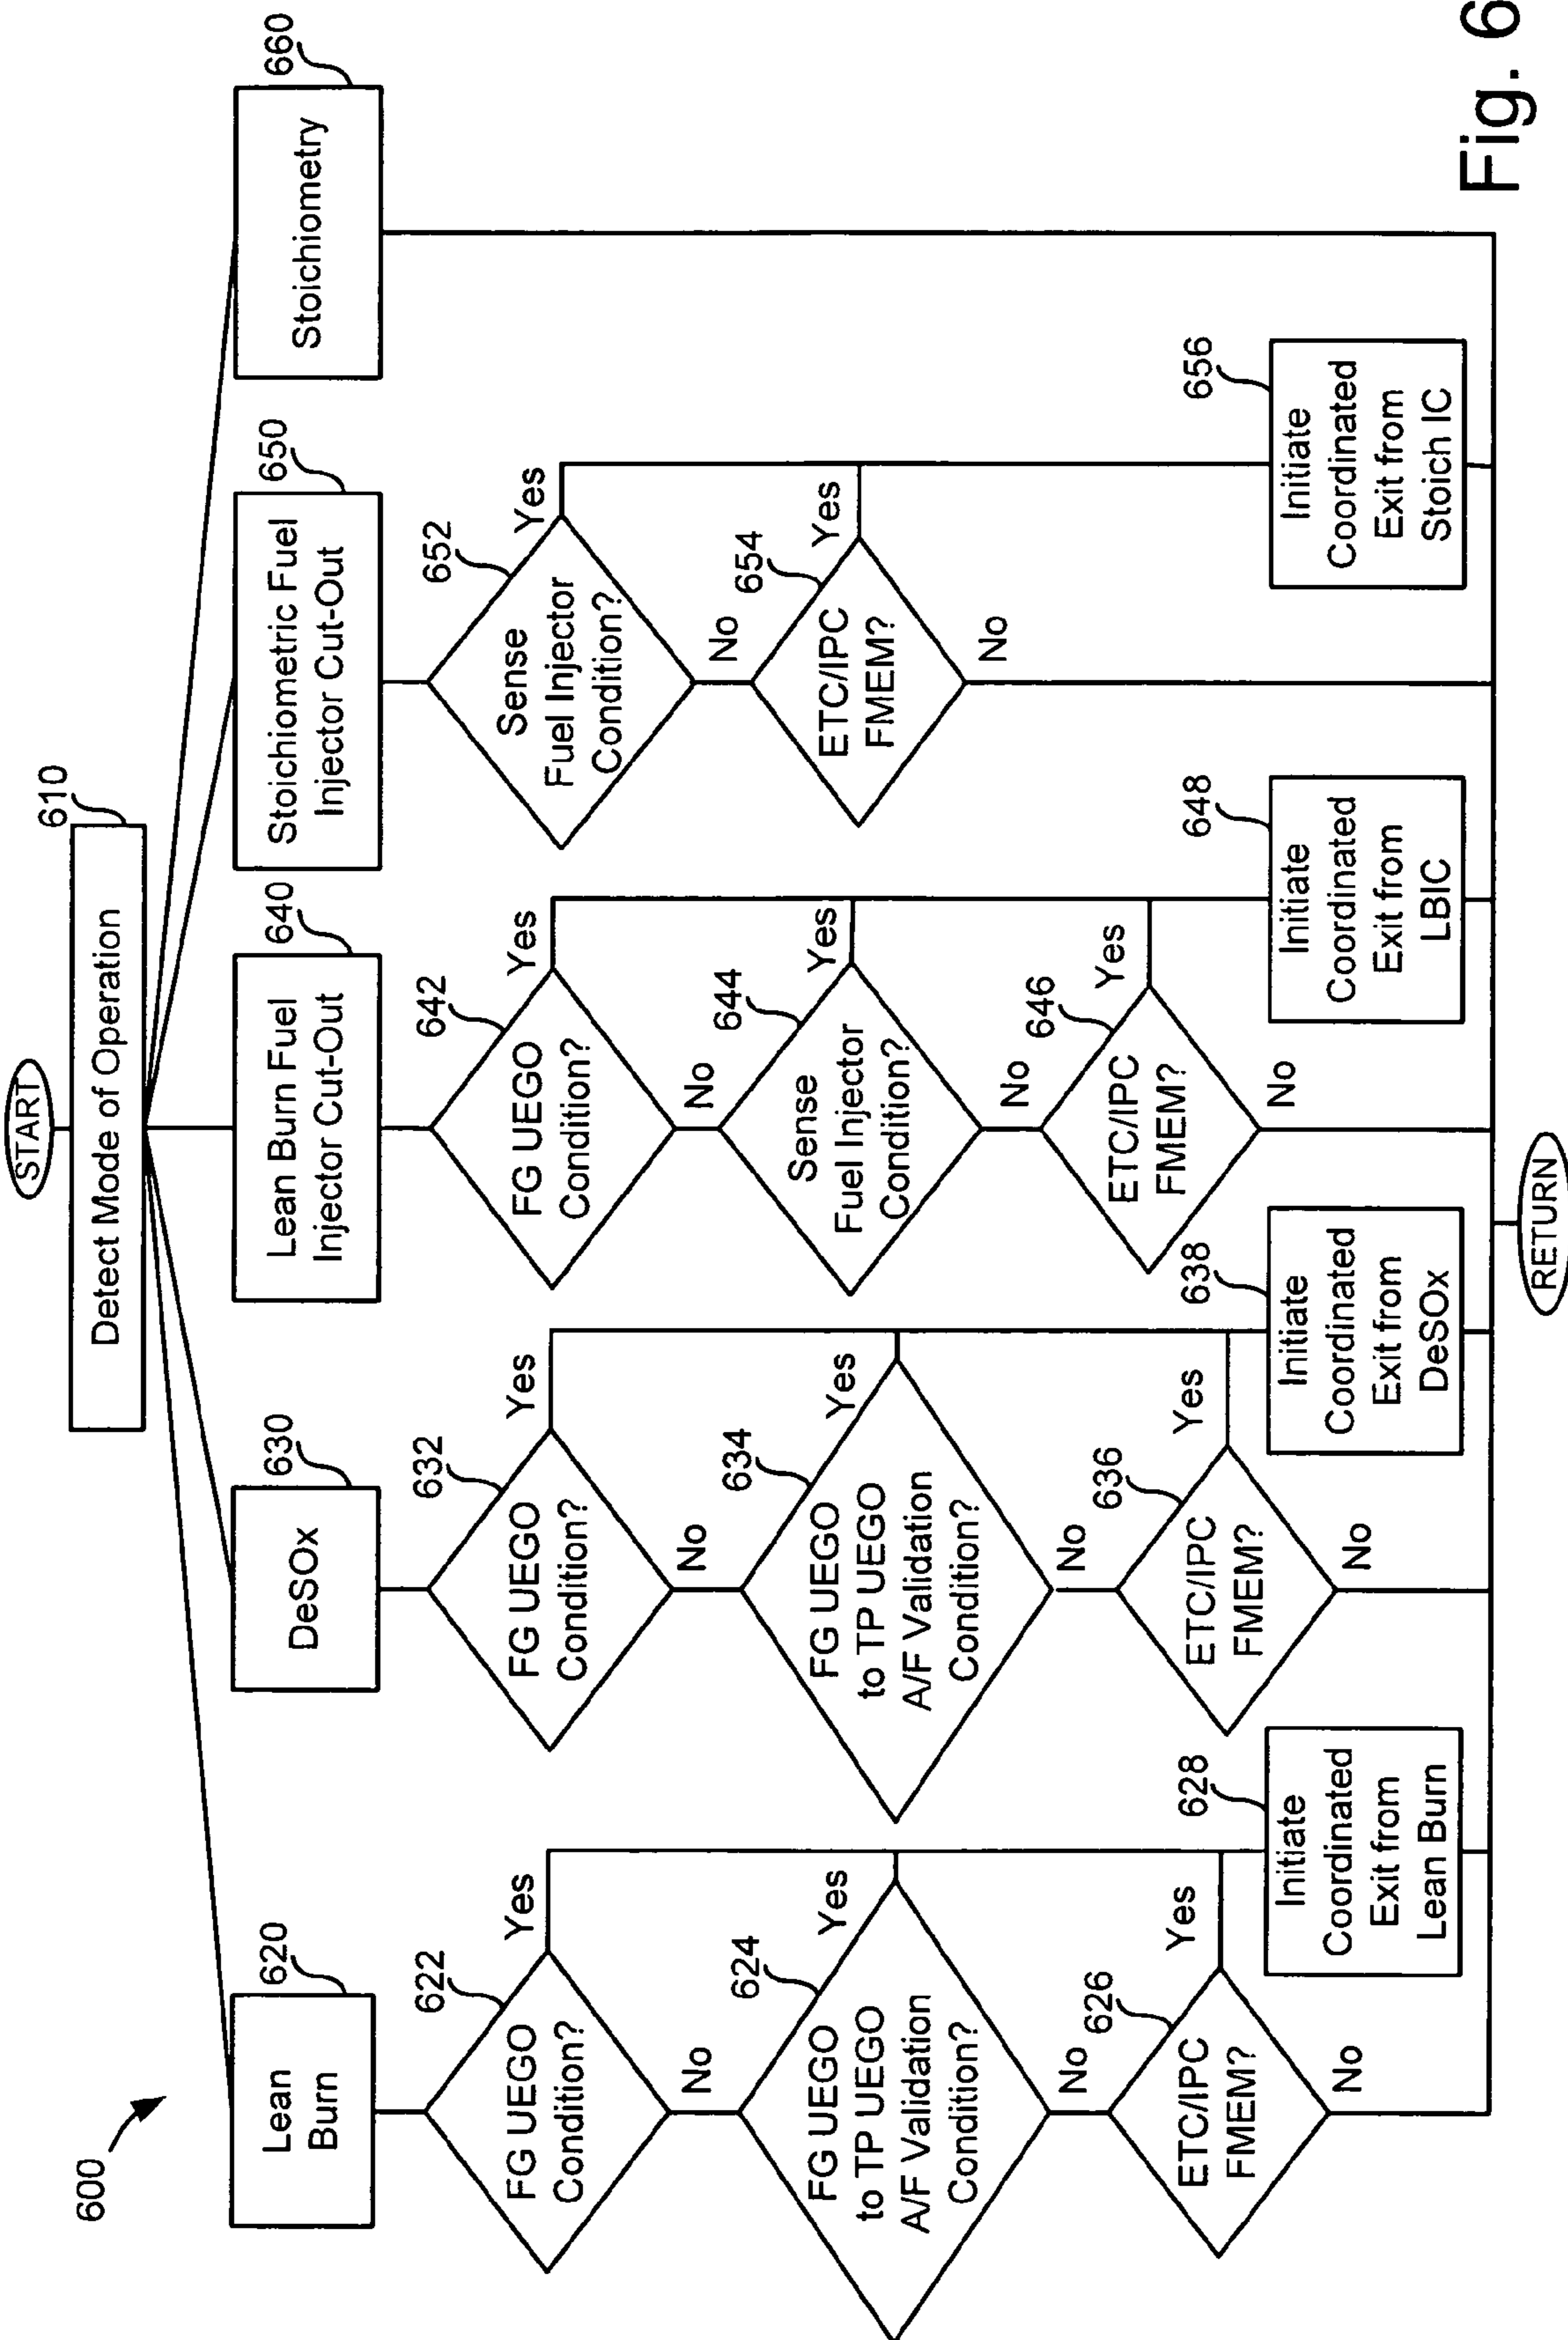 600
START
610
Detect Mode of Operation
620
Lean
Burn
622
FG UEGO
Condition?
Yes
No
624
FG UEGO
to TP UEGO
A/F Validation
Condition?
Yes
No
626
ETC/IPC
FMEM?
Yes
No
628
Initiate
Coordinated
Exit from
Lean Burn
630
DeSOx
632
FG UEGO
Condition?
Yes
No
634
FG UEGO
to TP UEGO
A/F Validation
Condition?
Yes
No
636
ETC/IPC
FMEM?
Yes
No
638
Initiate
Coordinated
Exit from
DeSOx
640
Lean Burn Fuel
Injector Cut-Out
642
FG UEGO
Condition?
Yes
No
644
Sense
Fuel Injector
Condition?
Yes
No
646
ETC/IPC
FMEM?
Yes
No
648
Initiate
Coordinated
Exit from
LBIC
650
Stoichiometric Fuel
Injector Cut-Out
652
Sense
Fuel Injector
Condition?
Yes
No
654
ETC/IPC
FMEM?
Yes
No
656
Initiate
Coordinated
Exit from
Stoich IC
660
Stoichiometry
RETURN
Fig. 6